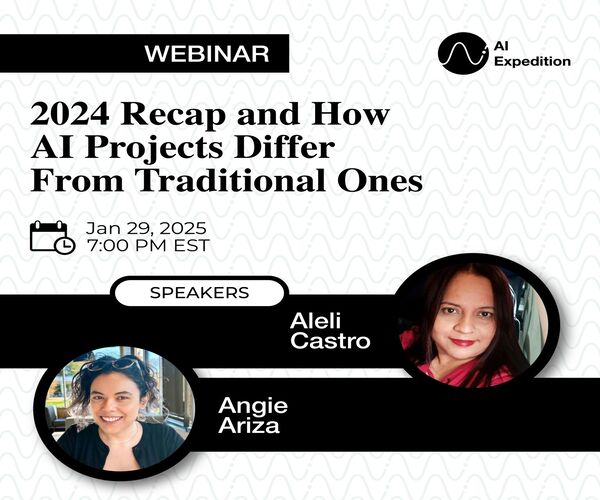 WEBINAR
AI
Expedition
2024 Recap and How
AI Projects Differ
From Traditional Ones
Jan 29, 2025
7:00 PM EST
SPEAKERS
Aleli
Castro
Angie
Ariza